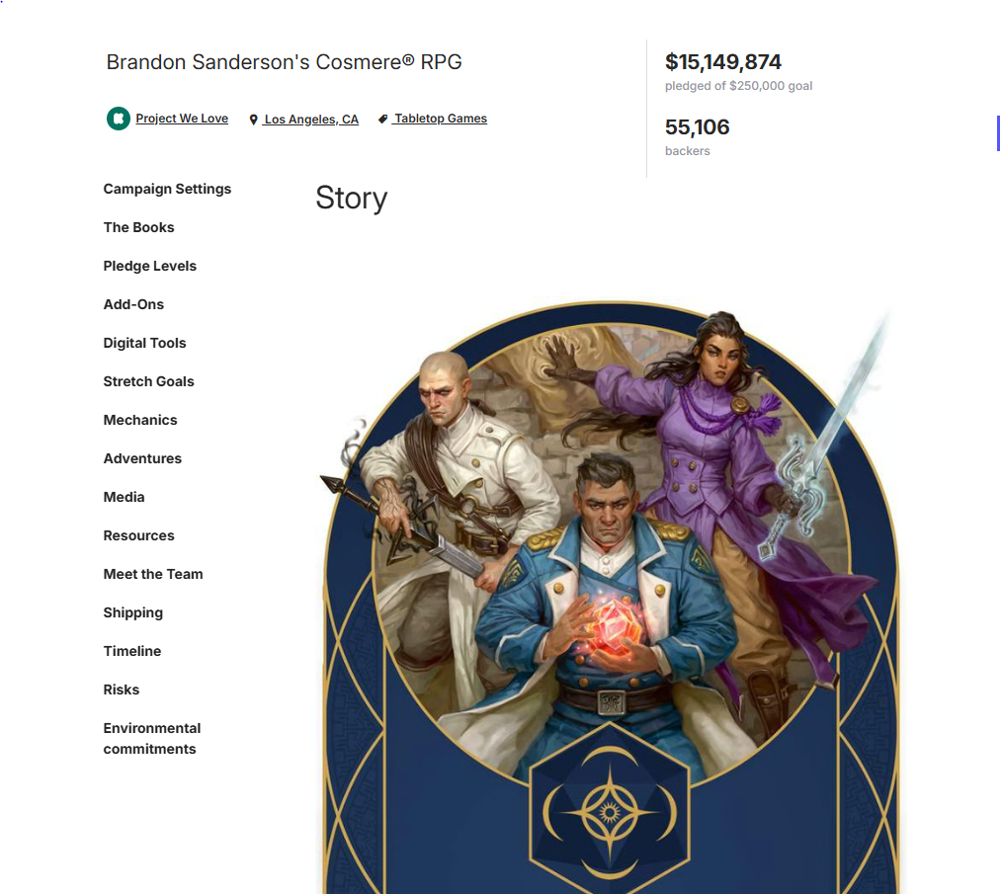 Brandon Sanderson's Cosmere® RPG
Project We Love
Los Angeles, CA
Tabletop Games
$15,149,874
pledged of $250,000 goal
55,106
backers
Campaign Settings
The Books
Pledge Levels
Add-Ons
Digital Tools
Stretch Goals
Mechanics
Adventures
Media
Resources
Meet the Team
Shipping
Timeline
Risks
Environmental
commitments
Story